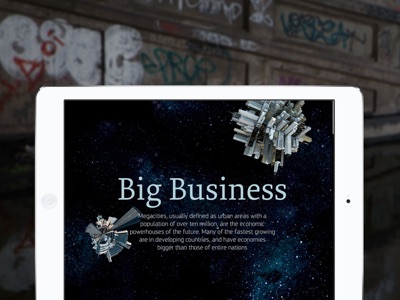 Big Business
Megacities, usually defined as urban areas with a
population of over ten million, are the economic
powerhouses of the future. Many of the fastest growing
are in developing countries, and have economies
bigger than those of entire nations